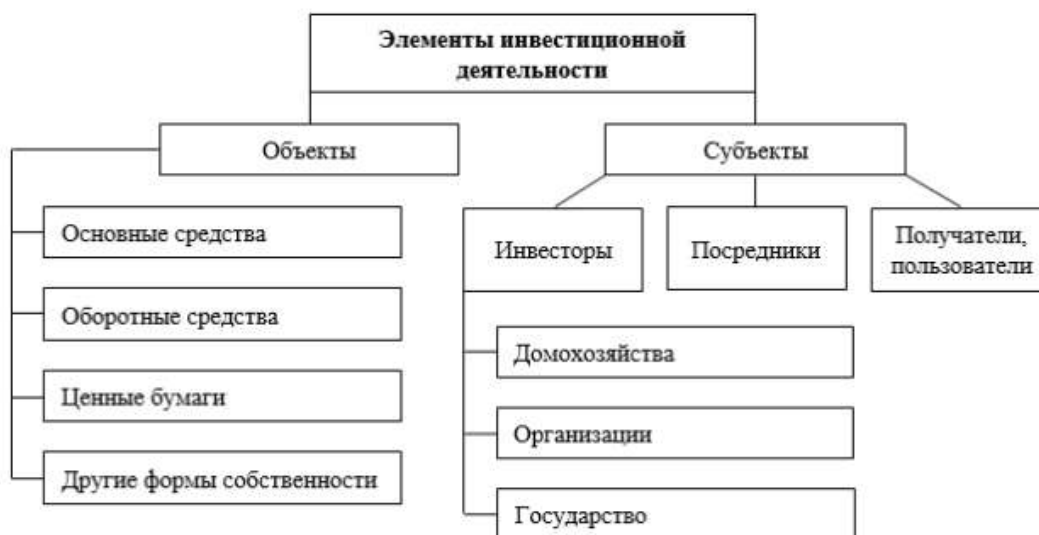 Элементы инвестиционной
деятельности
Объекты
Субъекты
Основные средства
Оборотные средства
Ценные бумаги
Другие формы собственности
Инвесторы
Посредники
Получатели,
пользователи
Домохозяйства
Организации
Государство